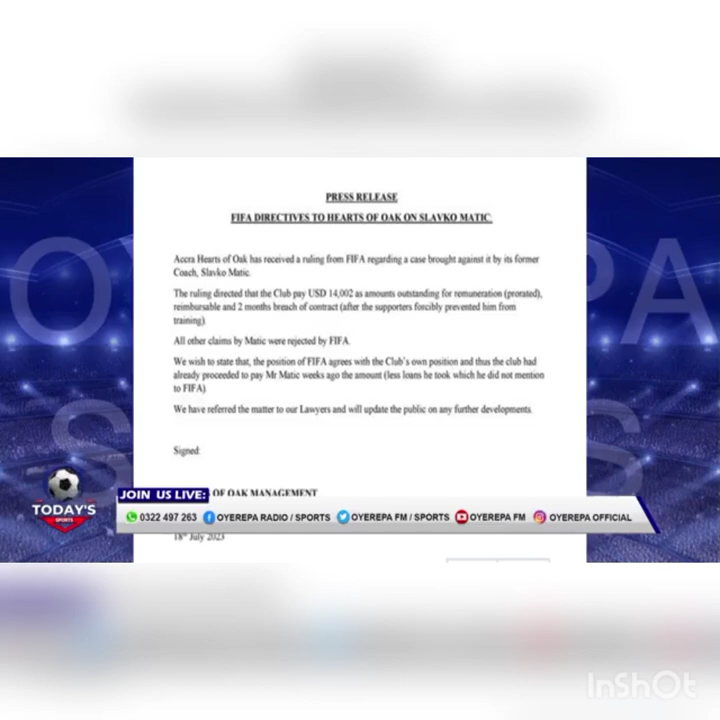 PRESS RELEASE
FIFA DIRECTIVES TO HEARTS OF OAK ON SLAVKO MATIC.
Accra Hearts of Oak has received a ruling from FIFA regarding a case brought against it by its former
Coach, Slavko Matic.
The ruling directed that the Club pay USD 14,002 as amounts outstanding for remuneration (prorated),
reimbursable and 2 months breach of contract (after the supporters forcibly prevented him from
training).
All other claims by Matic were rejected by FIFA.
We wish to state that, the position of FIFA agrees with the Club's own position and thus the club had
already proceeded to pay Mr Matic weeks ago the amount (less loans he took which he did not mention
to FIFA).
We have referred the matter to our Lawyers and will update the public on any further developments.
Signed:
OF OAK MANAGEMENT
JOIN US LIVE:
TODAY'S
SPORTS
0322 497 263 OYEREPA RADIO / SPORTS OYEREPA FM / SPORTS OYEREPA FM OYEREPA OFFICIAL
18th July 2023
InShOt